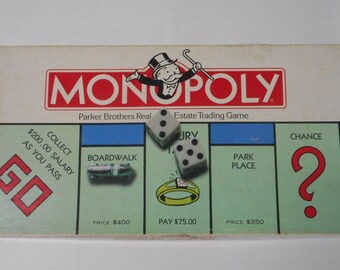 MONOPOLY
Parker Brothers Real Estate Trading Game
COLLECT
$200.00 SALARY
AS YOU PASS
GO
BOARDWALK
PRICE $400
URY
PAY $75.00
PARK
PLACE
PRICE $350
CHANCE
?